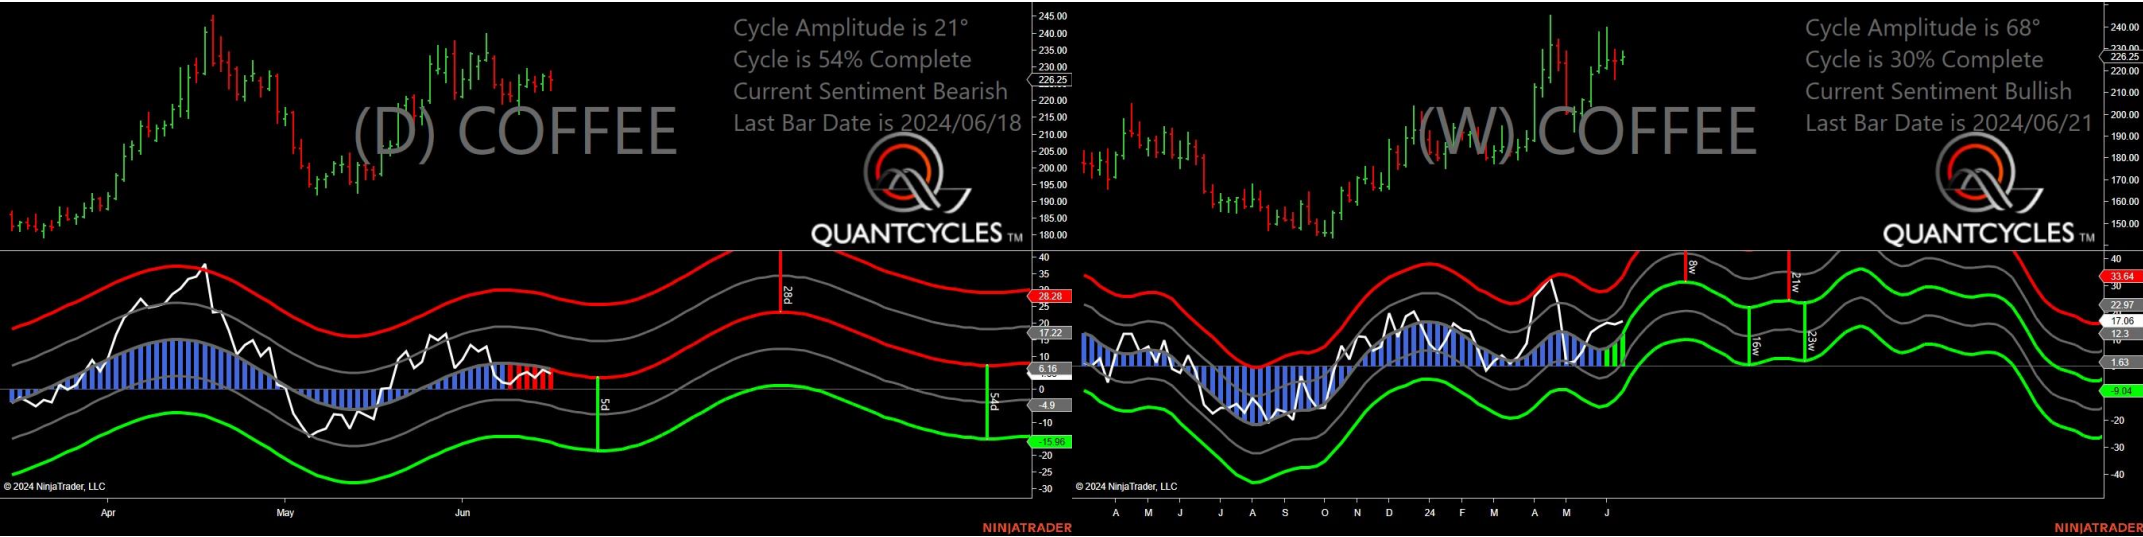 Cycle Amplitude is 21°
Cycle is 54% Complete
Current Sentiment Bearish
Last Bar Date is 2024/06/18
(D) COFFEE
QUANTCYCLES TM
245.00
240.00
235.00
230.00
226.25
220.00
215.00
210.00
205.00
200.00
195.00
190.00
185.00
180.00
40
35
28.28
25
20
17.22
15
10
6.16
0
-4.9
-10
-15.96
-20
-25
-30
28d
5d
54d
© 2024 NinjaTrader, LLC
Apr May Jun
NINJATRADER
Cycle Amplitude is 68°
Cycle is 30% Complete
Current Sentiment Bullish
Last Bar Date is 2024/06/21
(W) COFFEE
QUANTCYCLES TM
240.00
230.00
226.25
220.00
210.00
200.00
190.00
180.00
170.00
160.00
150.00
40
33.64
30
22.97
17.06
12.3
1.63
-9.04
-20
-30
-40
8w
21w
16w
23w
© 2024 NinjaTrader, LLC
A M J J A S O N D 24 F M A M J
NINJATRADER